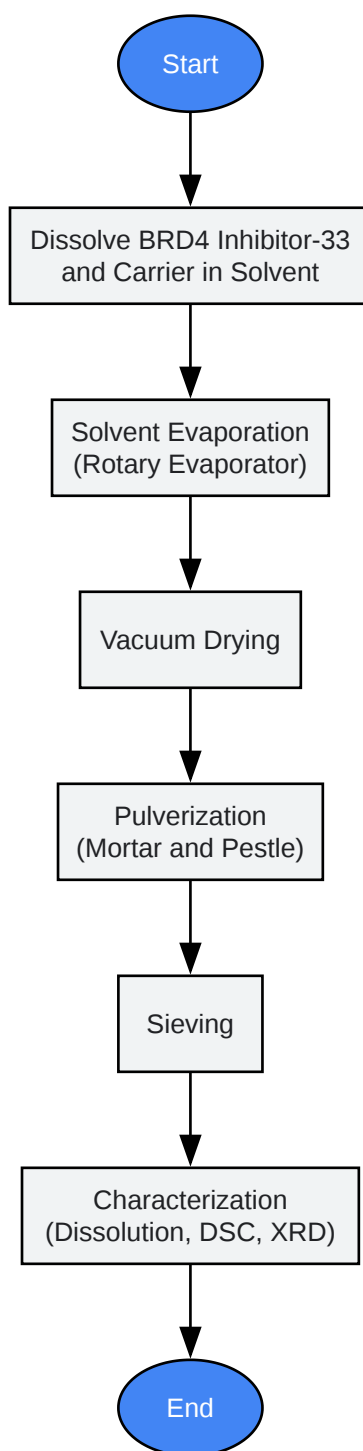 Start
Dissolve BRD4 Inhibitor-33
and Carrier in Solvent
Solvent Evaporation
(Rotary Evaporator)
Vacuum Drying
Pulverization
(Mortar and Pestle)
Sieving
Characterization
(Dissolution, DSC, XRD)
End